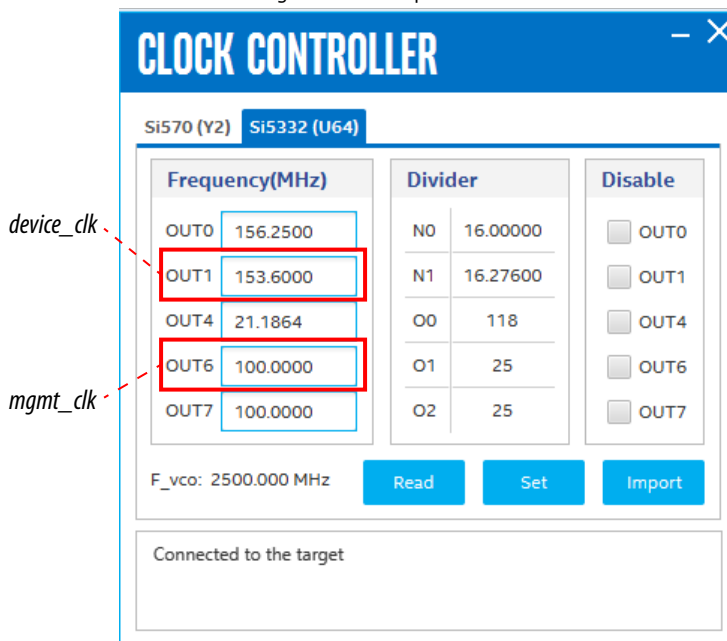 CLOCK CONTROLLER
Si570 (Y2) Si5332 (U64)
Frequency(MHz) Divider Disable
device_clk OUT0 156.2500 N0 16.00000 OUT0
OUT1 153.6000 N1 16.27600 OUT1
OUT4 21.1864 O0 118 OUT4
OUT6 100.0000 O1 25 OUT6
mgmt_clk OUT7 100.0000 O2 25 OUT7
F_vco: 2500.000 MHz Read Set Import
Connected to the target